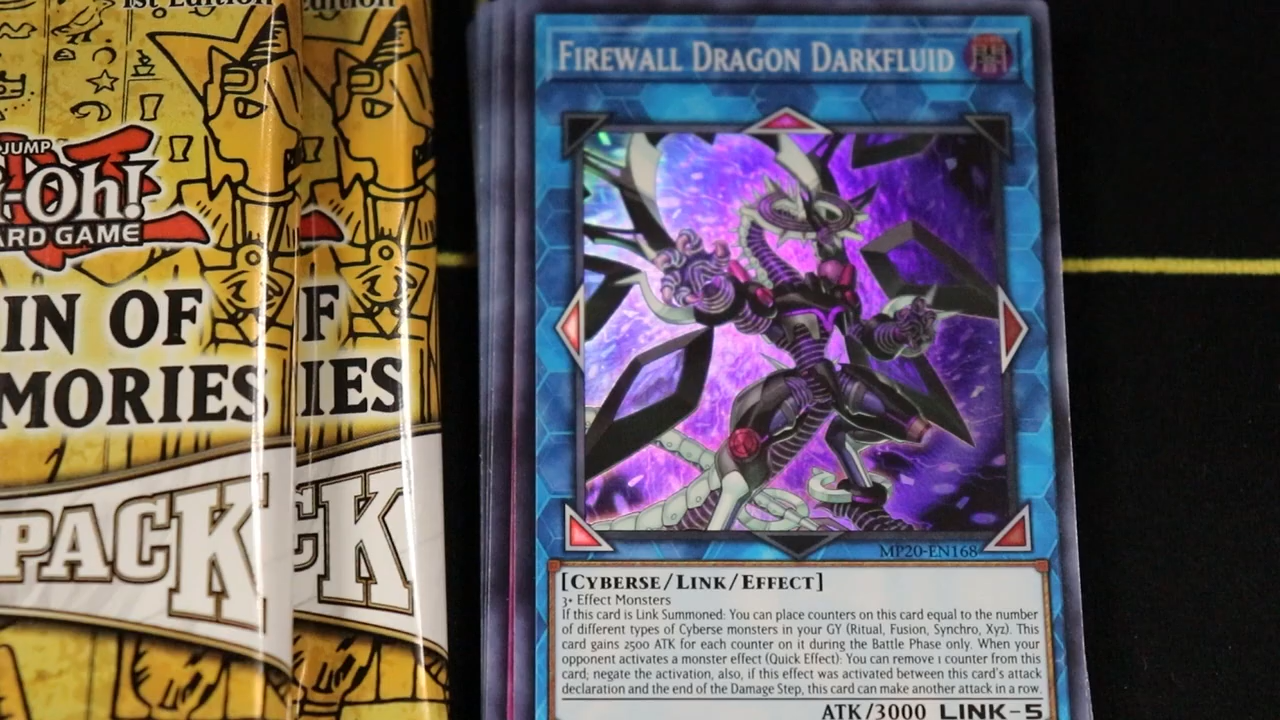 1st Edition
Edition
JUMP
-Oh!
ARD GAME
IN OF
MORIES
PACK
F
IES
CK
FIREWALL DRAGON DARKFLUID
闇
MP20-EN168
[CYBERSE/LINK/EFFECT]
3+ Effect Monsters
If this card is Link Summoned: You can place counters on this card equal to the number
of different types of Cyberse monsters in your GY (Ritual, Fusion, Synchro, Xyz). This
card gains 2500 ATK for each counter on it during the Battle Phase only. When your
opponent activates a monster effect (Quick Effect): You can remove 1 counter from this
card; negate the activation, also, if this effect was activated between this card's attack
declaration and the end of the Damage Step, this card can make another attack in a row.
ATK/3000 LINK-5